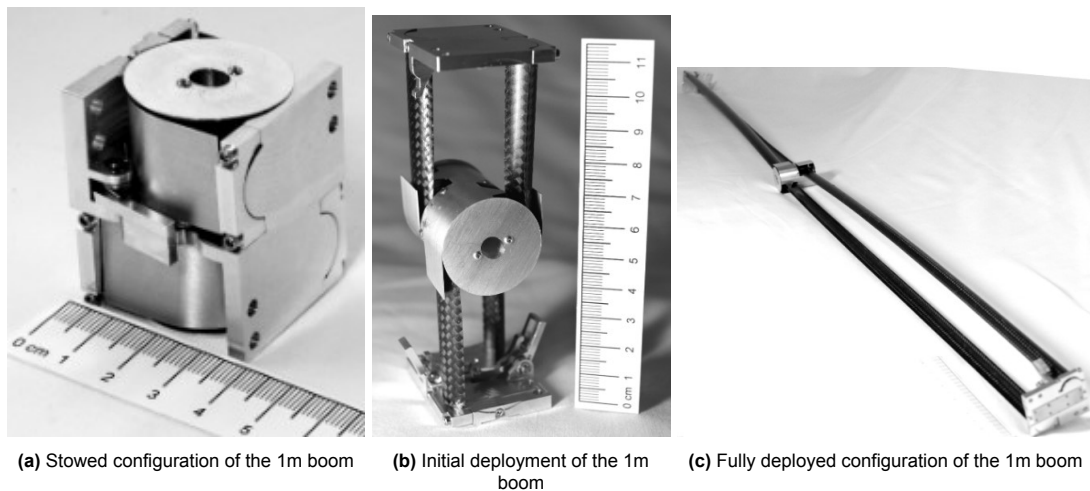 0 cm 1 2 3 4 5
11
10
9
8
7
6
5
4
3
2
1
0 cm
(a) Stowed configuration of the 1m boom
(b) Initial deployment of the 1m
boom
(c) Fully deployed configuration of the 1m boom